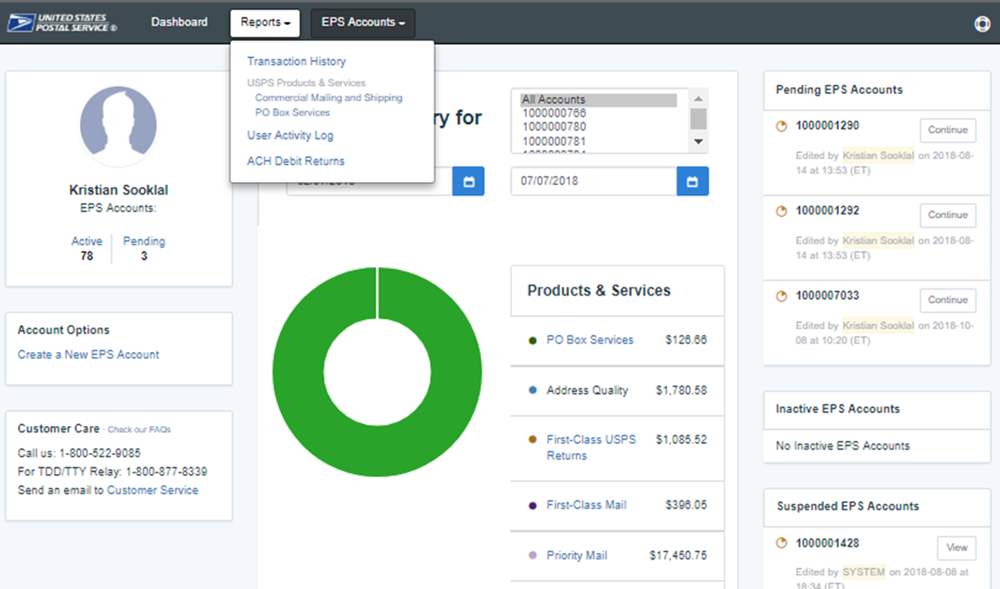 UNITED STATES
POSTAL SERVICE ®
Dashboard
Reports
EPS Accounts
Transaction History
USPS Products & Services
Commercial Mailing and Shipping
PO Box Services
User Activity Log
ACH Debit Returns
Kristian Sooklal
EPS Accounts:
Active
78
Pending
3
Account Options
Create a New EPS Account
Customer Care - Check our FAQs
Call us: 1-800-522-9085
For TDD/TTY Relay: 1-800-877-8339
Send an email to Customer Service
ry for
All Accounts
1000000766
1000000780
1000000781
07/07/2018
Products & Services
PO Box Services $126.66
Address Quality $1,780.58
First-Class USPS $1,085.52
Returns
First-Class Mail $396.05
Priority Mail $17,450.75
Pending EPS Accounts
1000001290
Continue
Edited by Kristian Sooklal on 2018-08-
14 at 13:53 (ET)
1000001292
Continue
Edited by Kristian Sooklal on 2018-08-
14 at 13:53 (ET)
1000007033
Continue
Edited by Kristian Sooklal on 2018-10-
08 at 10:20 (ET)
Inactive EPS Accounts
No Inactive EPS Accounts
Suspended EPS Accounts
1000001428
View
Edited by SYSTEM on 2018-08-08 at
18:34 (ET)